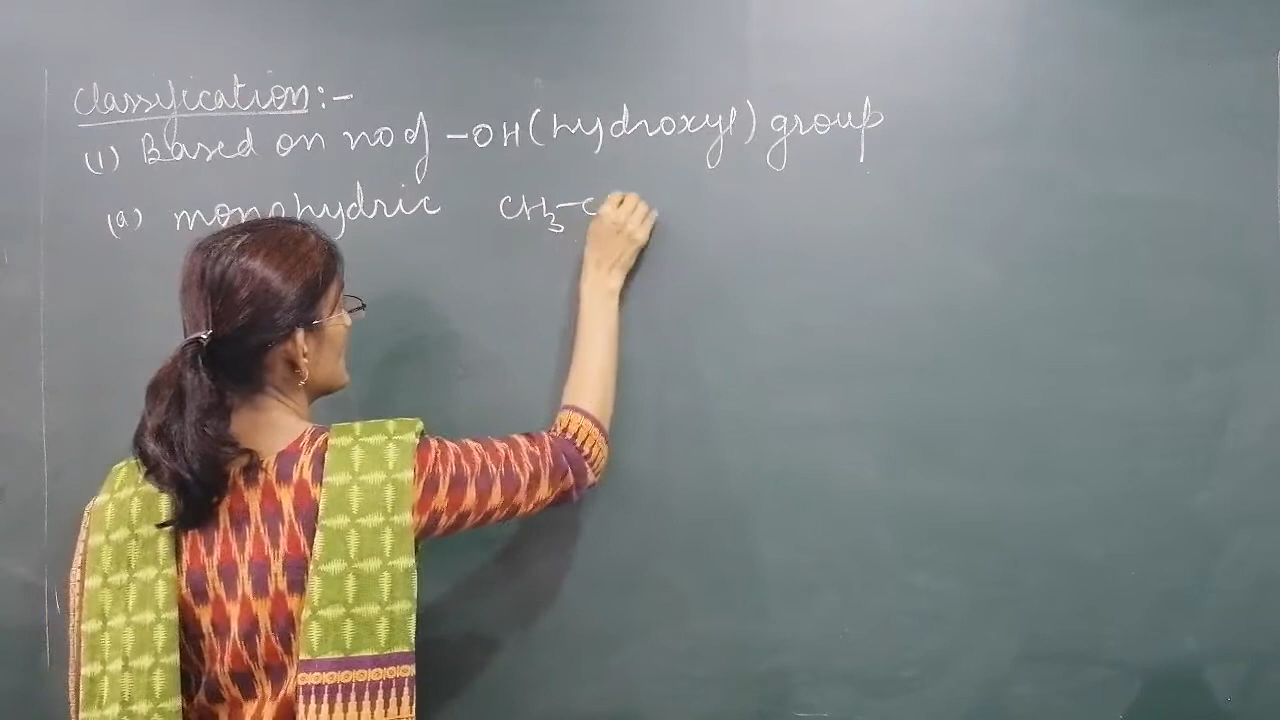 Classification:-
(1) Based on no of -OH (hydroxyl) group
(a) monohydric CH₃-C